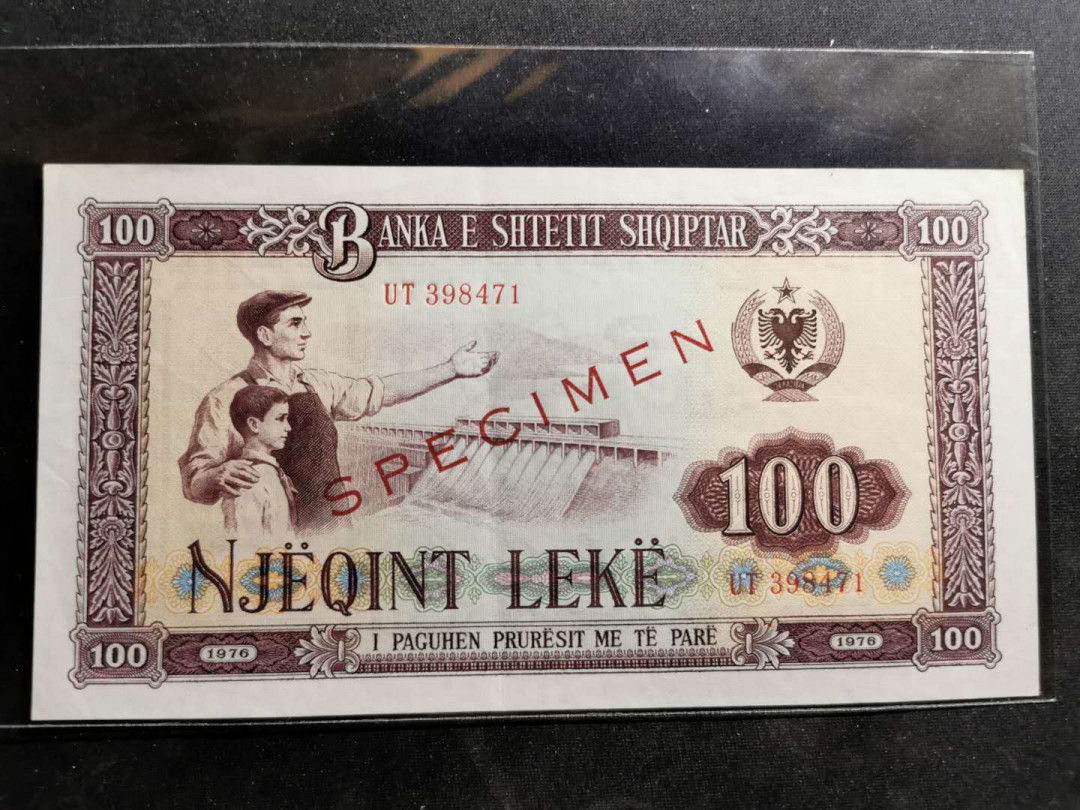 100 BANKA E SHTETIT SHQIPTAR 100
UT 398471
SPECIMEN
100
NJËQINT LEKË
UT 398471
I PAGUHEN PRURËSIT ME TË PARË
100 1976 1976 100